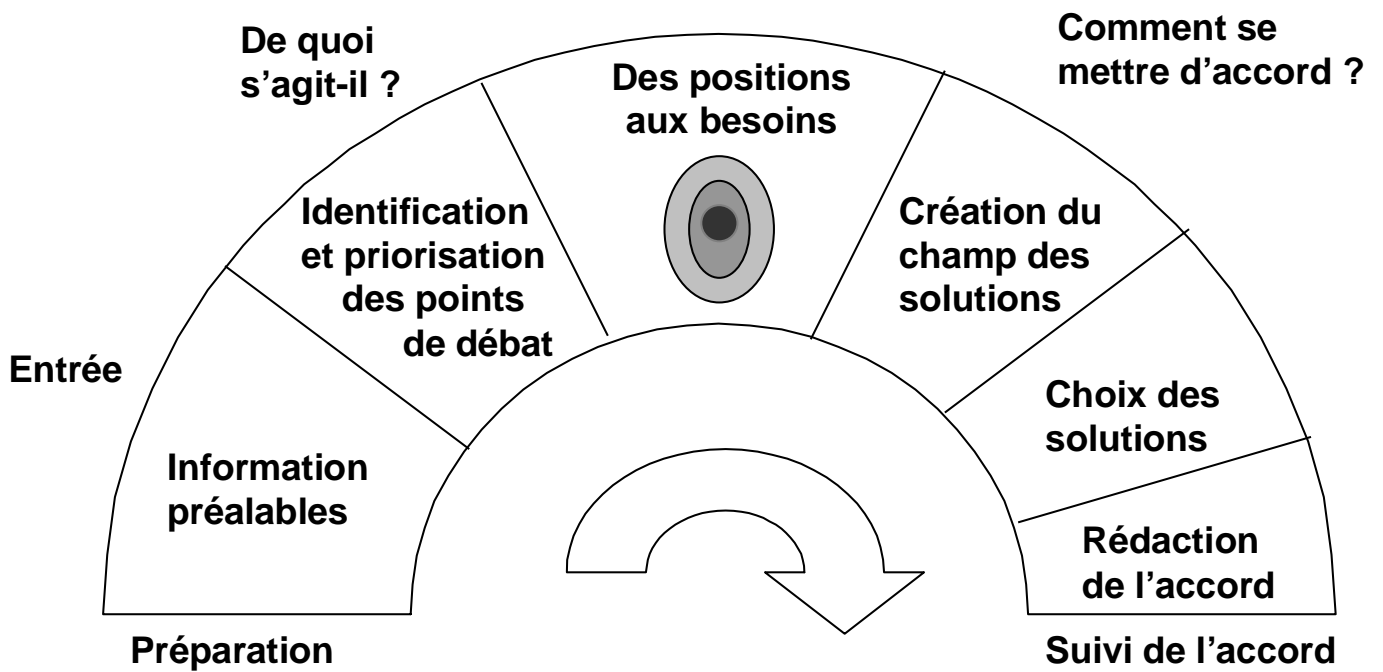 De quoi
s’agit-il ?
Comment se
mettre d’accord ?
Des positions
aux besoins
Identification
et priorisation
des points
de débat
Création du
champ des
solutions
Entrée
Choix des
solutions
Information
préalables
Rédaction
de l’accord
Préparation
Suivi de l’accord